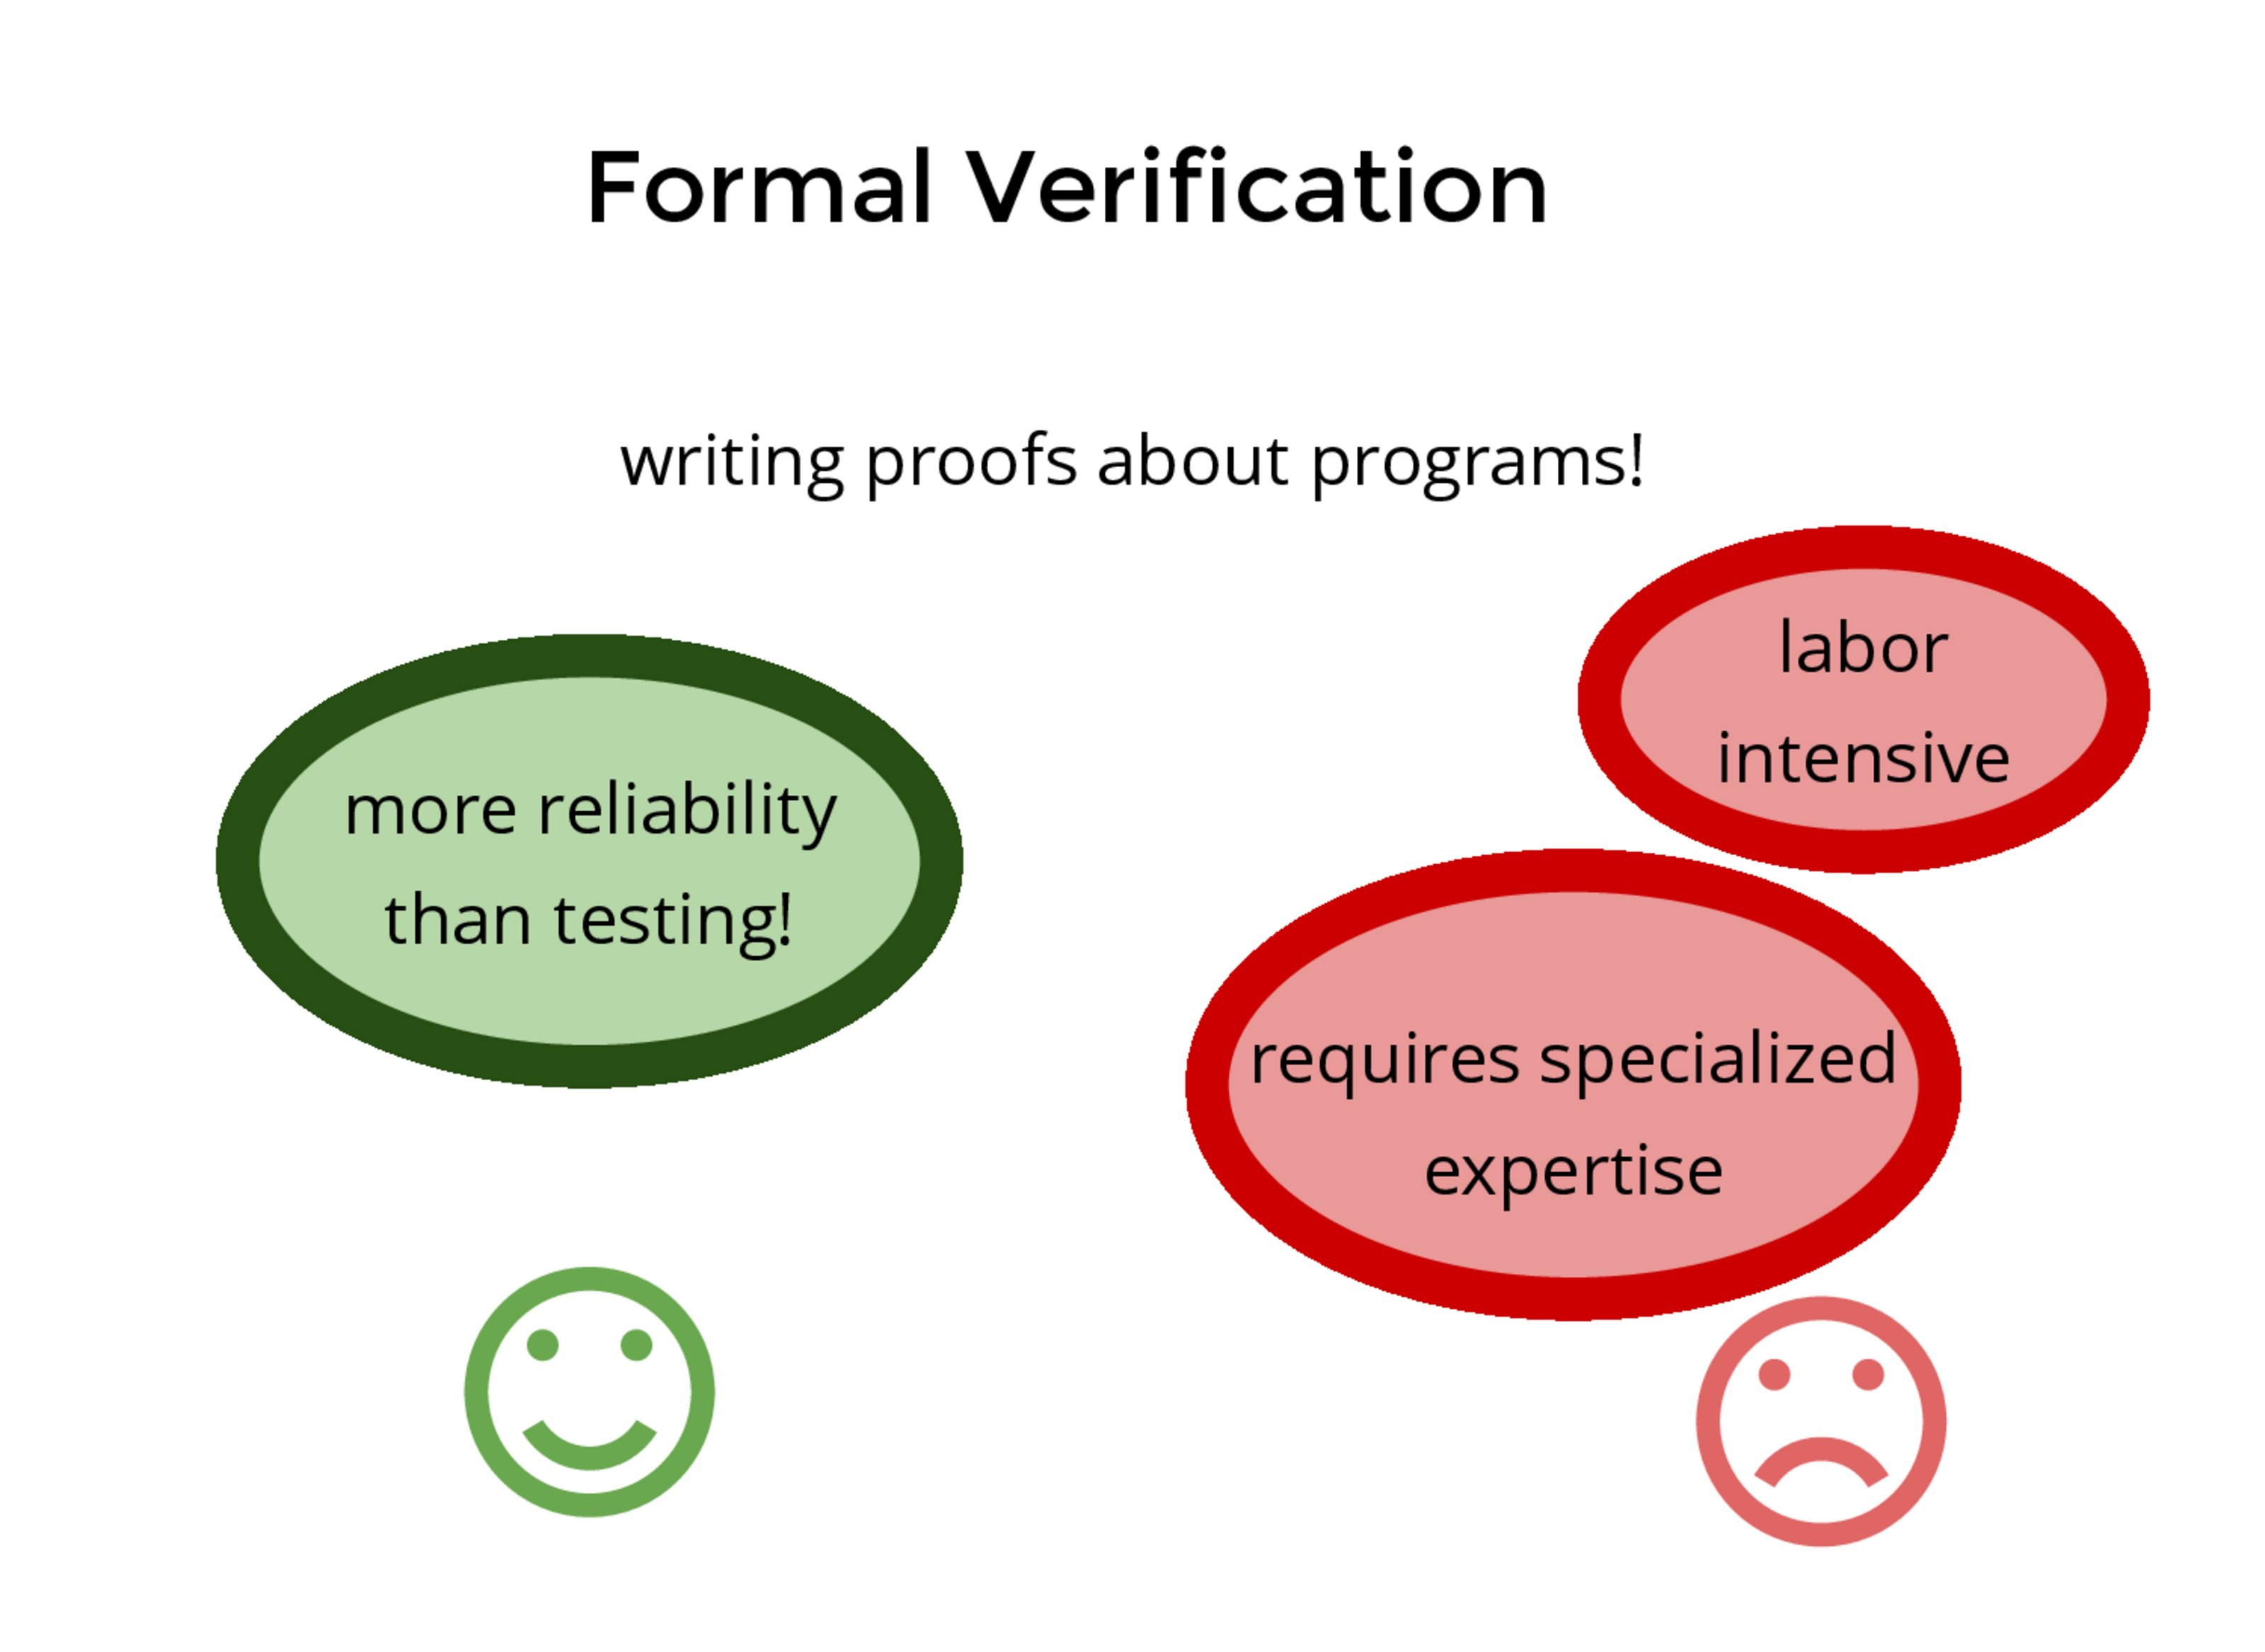 Formal Verification
writing proofs about programs!
more reliability
than testing!
labor
intensive
requires specialized
expertise